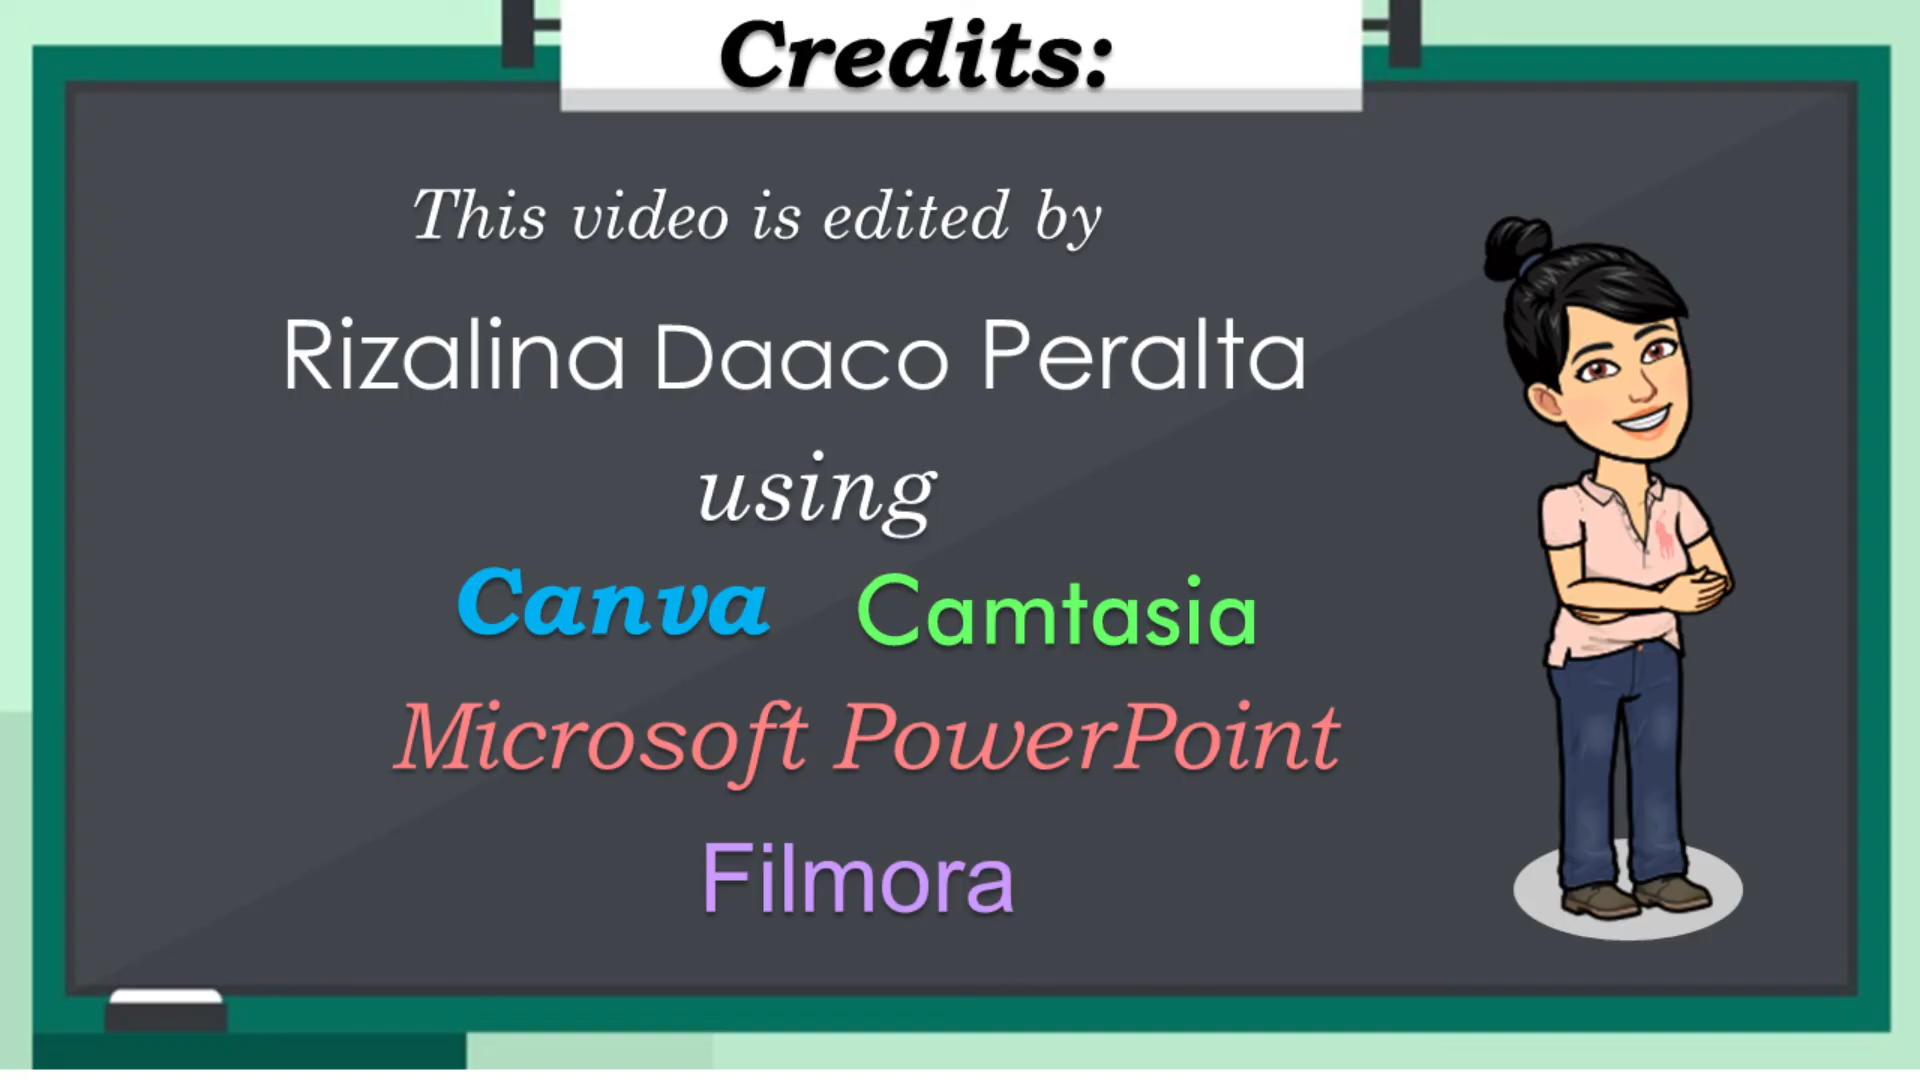 Credits:
This video is edited by
Rizalina Daaco Peralta
using
Canva Camtasia
Microsoft PowerPoint
Filmora